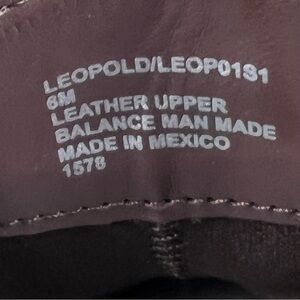 LEOPOLD/LEOP01S1
6M
LEATHER UPPER
BALANCE MAN MADE
MADE IN MEXICO
1578